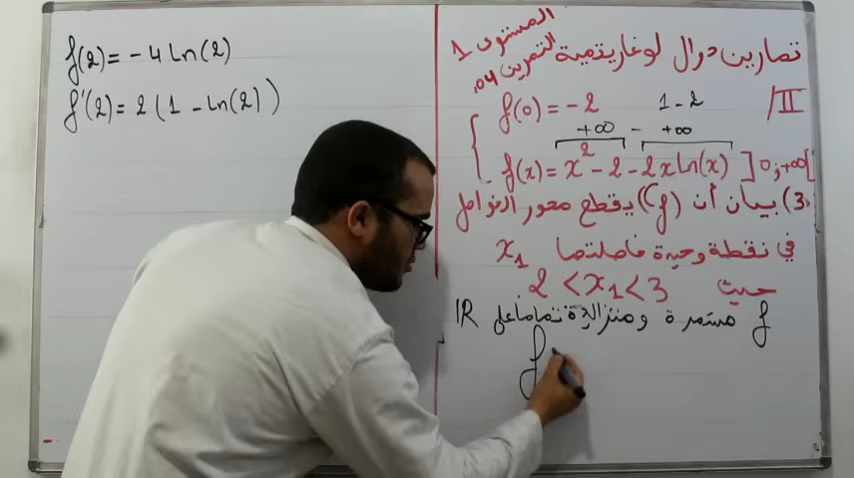 f(2) = - 4 Ln(2)
f'(2) = 2 ( 1 - Ln(2) )
المستوى 1
تمارين دوال لوغاريتمية
التمرين 04.
/II
f(0) = - 2
1 - 2
+∞ - +∞
f(x) = x² - 2 - 2x Ln(x) ]0;+∞[
3) بيان أن (Cf) يقطع محور الفواصل
في نقطة وحيدة فاصلتها x₁
حيث 2 < x₁ < 3
f مستمرة ومتزايدة تماما على IR
f